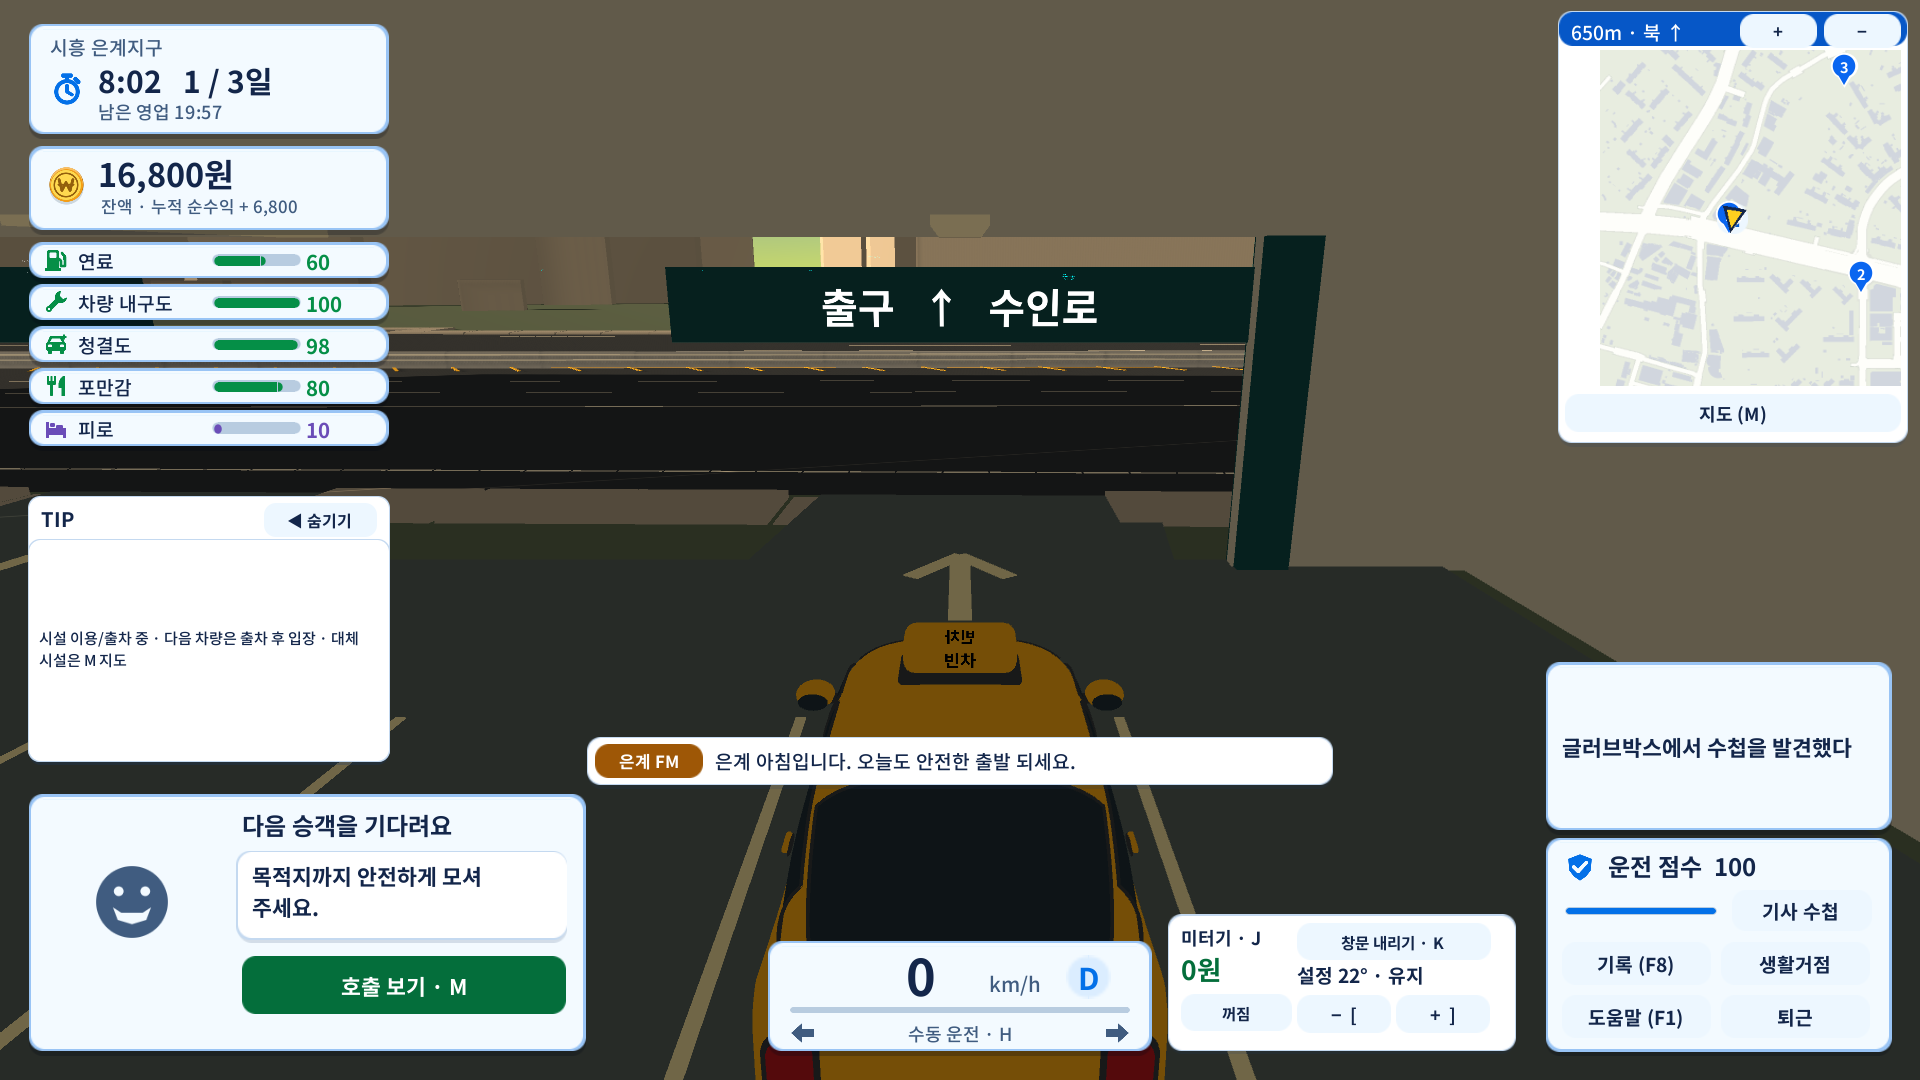 시흥 은계지구
8:02 1 / 3일
남은 영업 19:57
16,800원
잔액 · 누적 순수익 + 6,800
연료 60
차량 내구도 100
청결도 98
포만감 80
피로 10
TIP
◀ 숨기기
시설 이용/출차 중 · 다음 차량은 출차 후 입장 · 대체
시설은 M 지도
다음 승객을 기다려요
목적지까지 안전하게 모셔
주세요.
호출 보기 · M
출구 ↑ 수인로
빈차
빈차
은계 FM
은계 아침입니다. 오늘도 안전한 출발 되세요.
0 km/h D
수동 운전 · H
미터기 · J
0원
꺼짐
창문 내리기 · K
설정 22° · 유지
− [
+ ]
650m · 북 ↑
+
−
3
2
지도 (M)
글러브박스에서 수첩을 발견했다
운전 점수 100
기사 수첩
기록 (F8)
생활거점
도움말 (F1)
퇴근